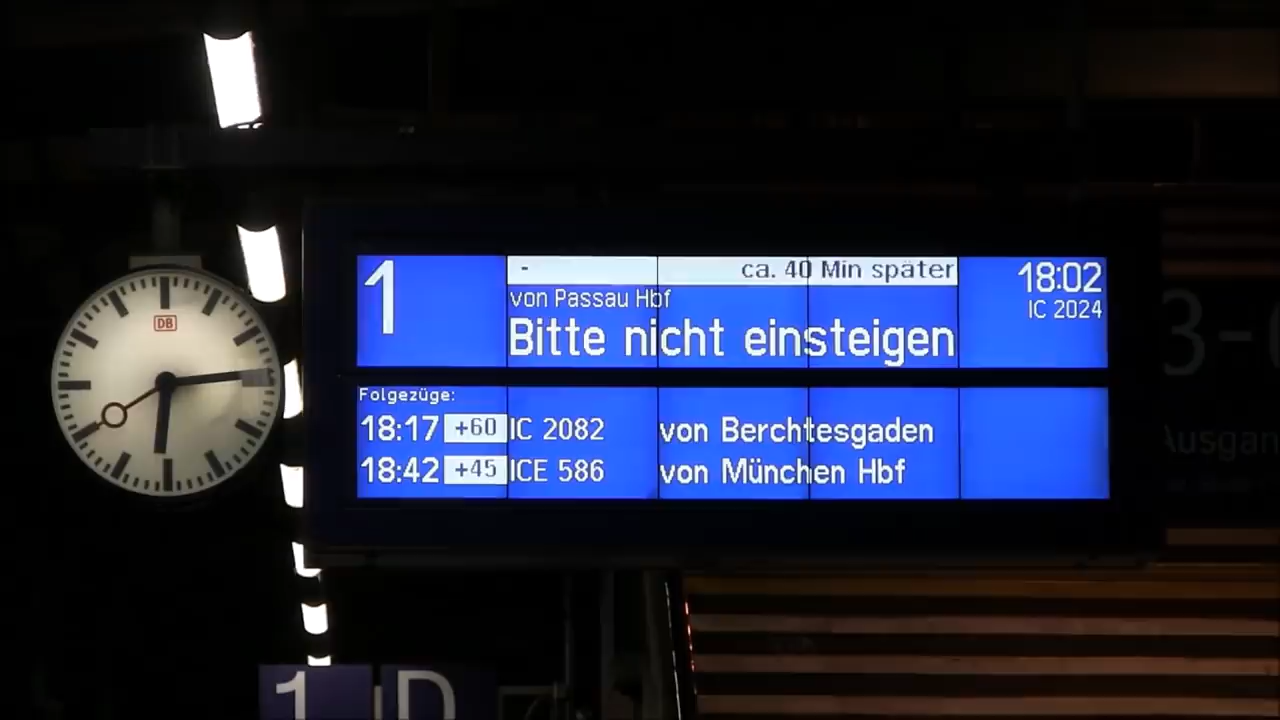 DB
1
- ca. 40 Min später
18:02
von Passau Hbf
IC 2024
Bitte nicht einsteigen
Folgezüge:
18:17 +60 IC 2082 von Berchtesgaden
18:42 +45 ICE 586 von München Hbf
3-
1 D